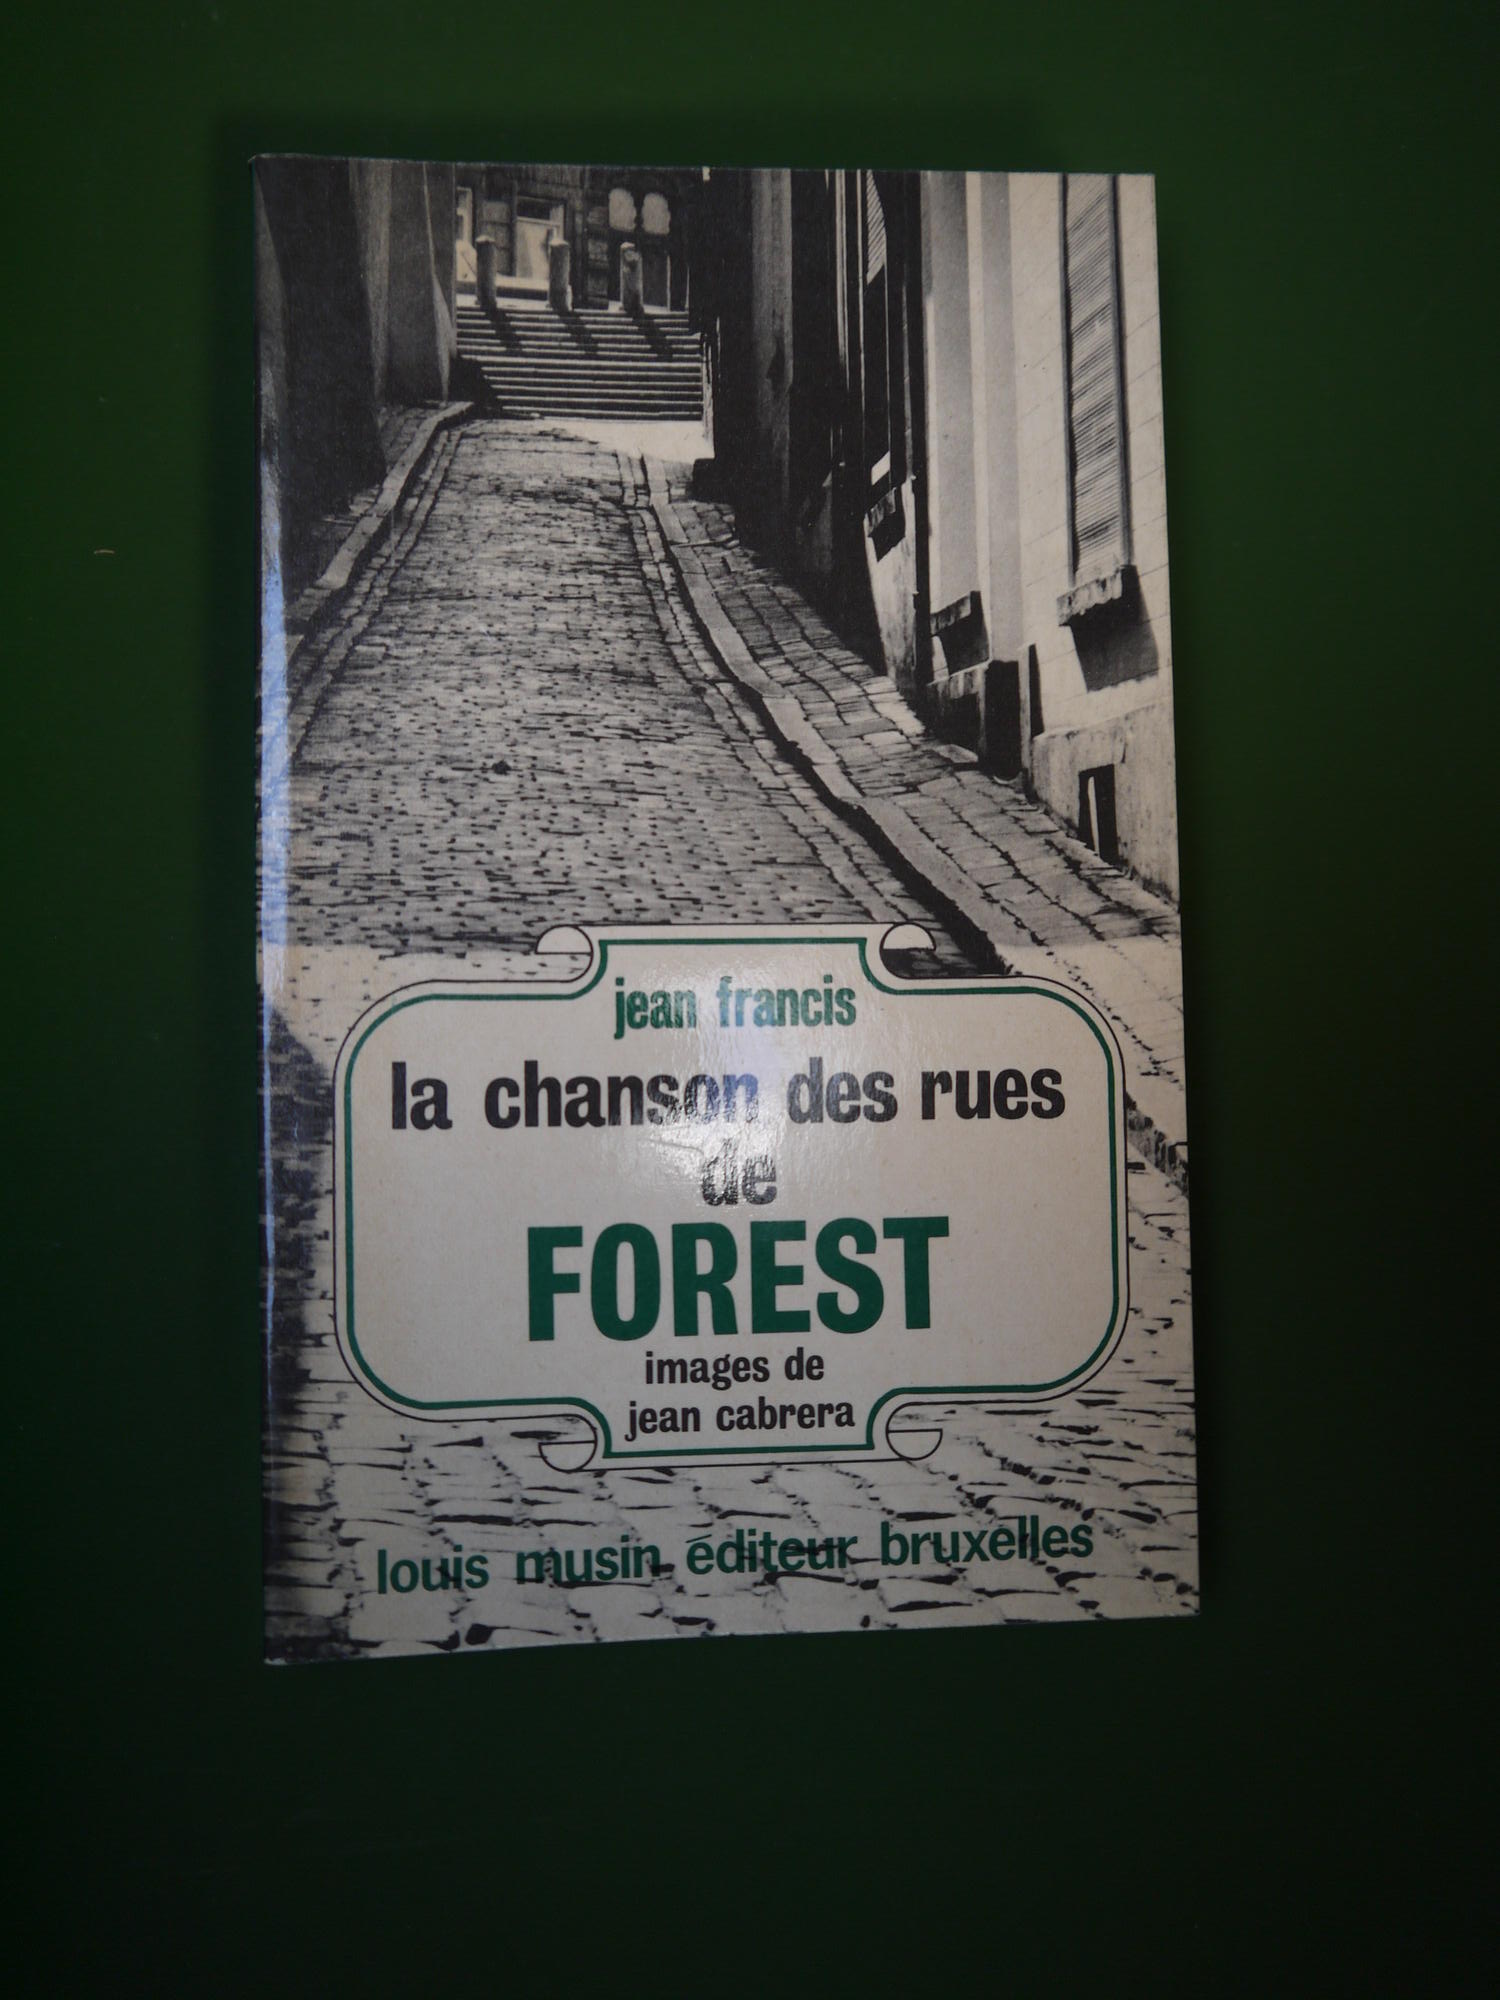 jean francis
la chanson des rues
de
FOREST
images de
jean cabrera
louis musin éditeur bruxelles